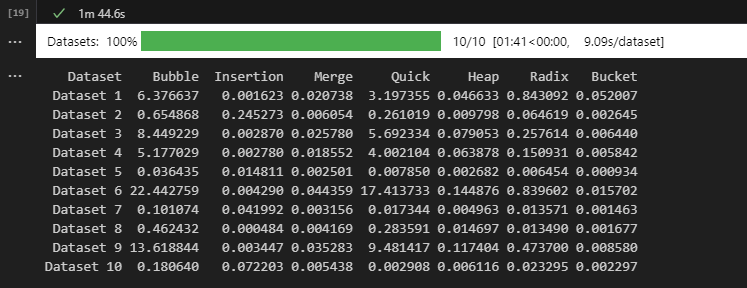 [19] ✓ 1m 44.6s
... Datasets: 100% 10/10 [01:41<00:00, 9.09s/dataset]
... Dataset Bubble Insertion Merge Quick Heap Radix Bucket
Dataset 1 6.376637 0.001623 0.020738 3.197355 0.046633 0.843092 0.052007
Dataset 2 0.654868 0.245273 0.006054 0.261019 0.009798 0.064619 0.002645
Dataset 3 8.449229 0.002870 0.025780 5.692334 0.079053 0.257614 0.006440
Dataset 4 5.177029 0.002780 0.018552 4.002104 0.063878 0.150931 0.005842
Dataset 5 0.036435 0.014811 0.002501 0.007850 0.002682 0.006454 0.000934
Dataset 6 22.442759 0.004290 0.044359 17.413733 0.144876 0.839602 0.015702
Dataset 7 0.101074 0.041992 0.003156 0.017344 0.004963 0.013571 0.001463
Dataset 8 0.462432 0.000484 0.004169 0.283591 0.014697 0.013490 0.001677
Dataset 9 13.618844 0.003447 0.035283 9.481417 0.117404 0.473700 0.008580
Dataset 10 0.180640 0.072203 0.005438 0.002908 0.006116 0.023295 0.002297